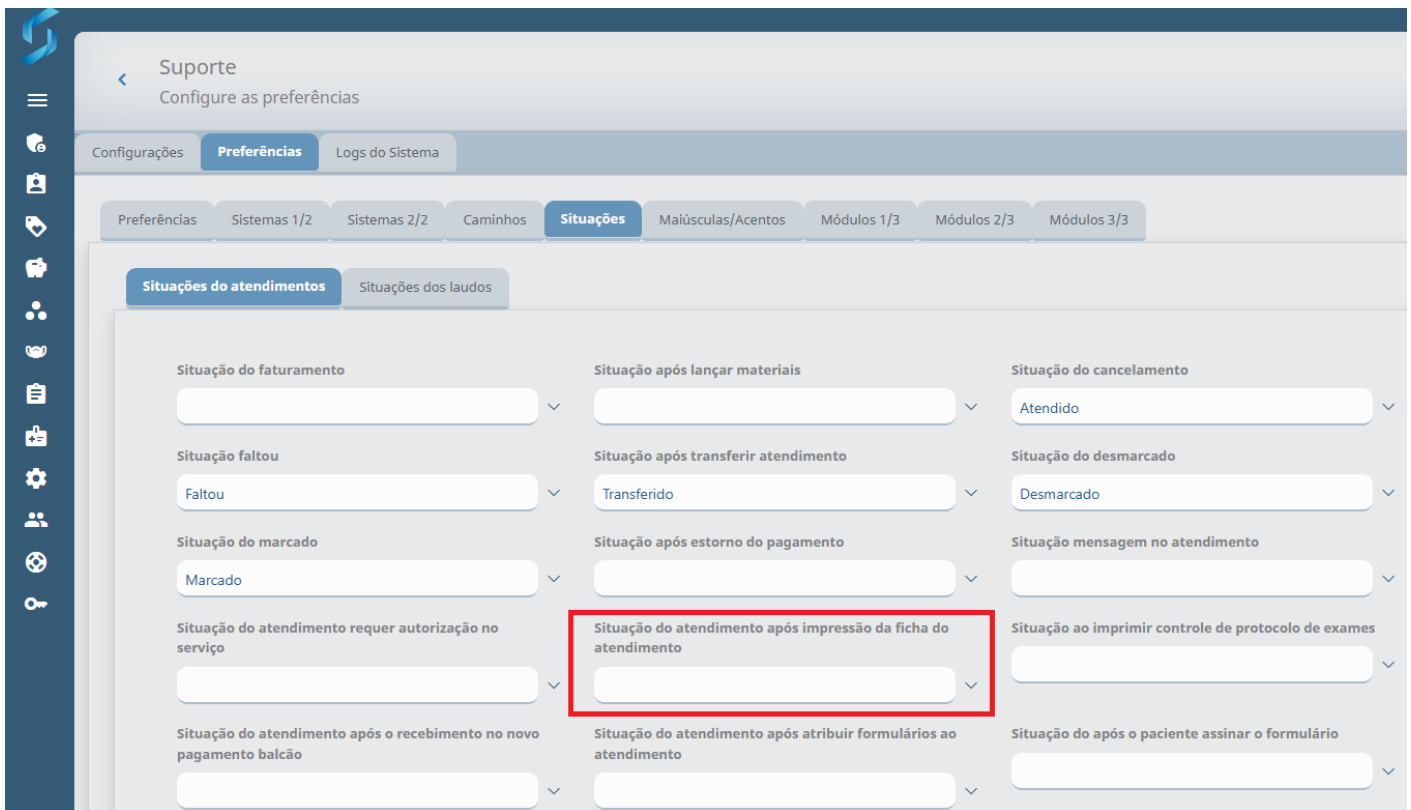 Suporte
Configure as preferências
Configurações
Preferências
Logs do Sistema
Preferências
Sistemas 1/2
Sistemas 2/2
Caminhos
Situações
Maiúsculas/Acentos
Módulos 1/3
Módulos 2/3
Módulos 3/3
Situações do atendimentos
Situações dos laudos
Situação do faturamento
Situação após lançar materiais
Situação do cancelamento
Atendido
Situação faltou
Situação após transferir atendimento
Situação do desmarcado
Faltou
Transferido
Desmarcado
Situação do marcado
Situação após estorno do pagamento
Situação mensagem no atendimento
Marcado
Situação do atendimento requer autorização no
serviço
Situação do atendimento após impressão da ficha do
atendimento
Situação ao imprimir controle de protocolo de exames
Situação do atendimento após o recebimento no novo
pagamento balcão
Situação do atendimento após atribuir formulários ao
atendimento
Situação do após o paciente assinar o formulário